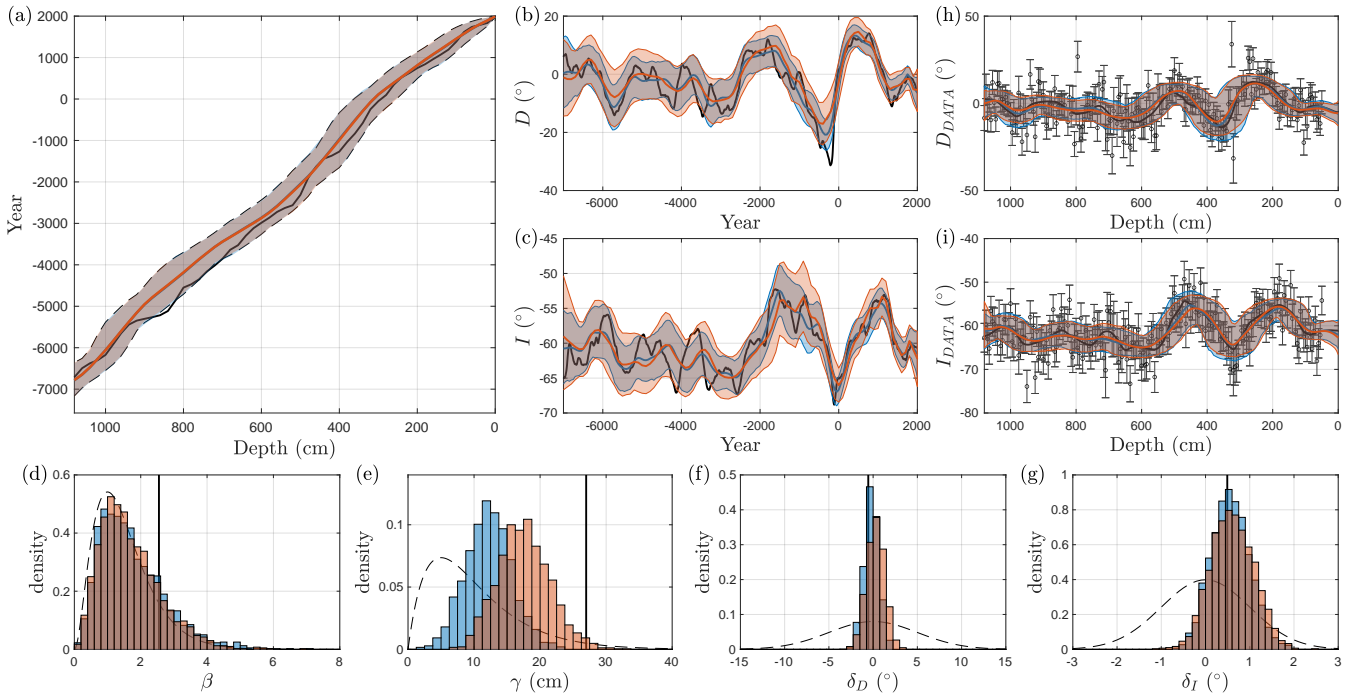 (a)
2000
1000
0
-1000
-2000
-3000
-4000
-5000
-6000
-7000
Year
1000 800 600 400 200 0
Depth (cm)
(b)
20
0
-20
-40
D (°)
-6000 -4000 -2000 0 2000
Year
(h)
50
0
-50
D_DATA (°)
1000 800 600 400 200 0
Depth (cm)
(c)
-45
-50
-55
-60
-65
-70
I (°)
-6000 -4000 -2000 0 2000
Year
(i)
-40
-50
-60
-70
-80
I_DATA (°)
1000 800 600 400 200 0
Depth (cm)
(d)
0.6
0.4
0.2
0
density
0 2 4 6 8
β
(e)
0.1
0.05
0
density
0 10 20 30 40
γ (cm)
(f)
0.5
0.4
0.3
0.2
0.1
0
density
-15 -10 -5 0 5 10 15
δ_D (°)
(g)
1
0.8
0.6
0.4
0.2
0
density
-3 -2 -1 0 1 2 3
δ_I (°)